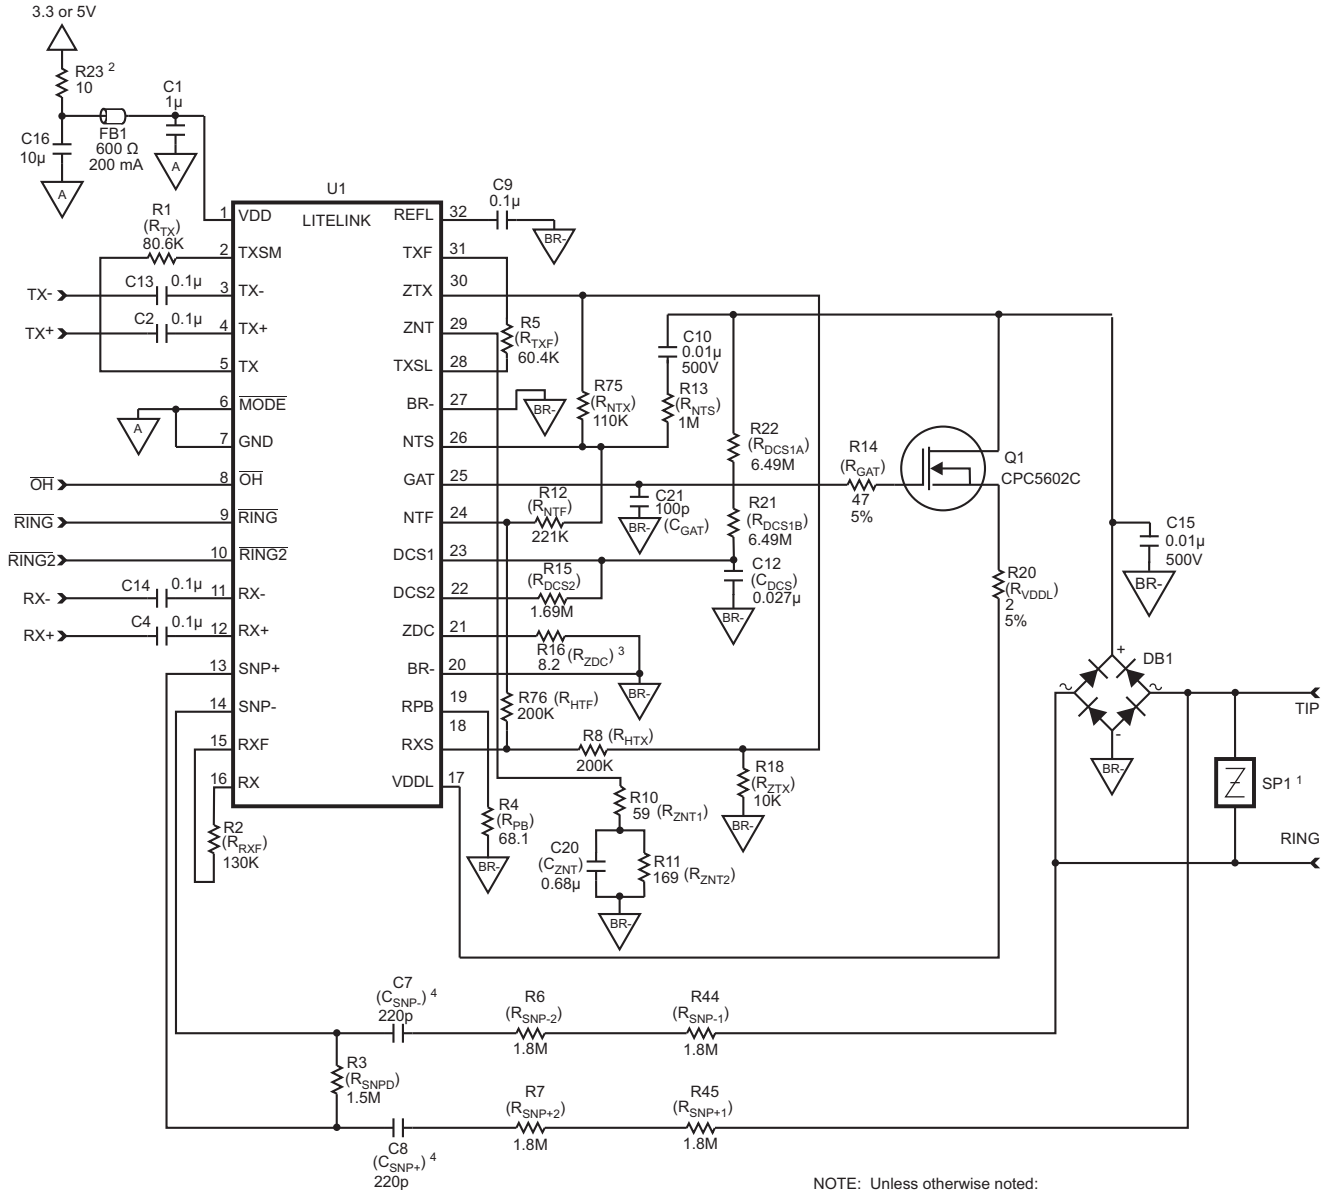 3.3 or 5V
R23 2
10
C1
1µ
C16
10µ
FB1
600 Ω
200 mA
A
A
U1
LITELINK
R1
(RTX)
80.6K
TX-
C13
0.1µ
TX+
C2
0.1µ
A
OH
RING
RING2
RX-
C14
0.1µ
RX+
C4
0.1µ
1 VDD
2 TXSM
3 TX-
4 TX+
5 TX
6 MODE
7 GND
8 OH
9 RING
10 RING2
11 RX-
12 RX+
13 SNP+
14 SNP-
15 RXF
16 RX
REFL 32
TXF 31
ZTX 30
ZNT 29
TXSL 28
BR- 27
NTS 26
GAT 25
NTF 24
DCS1 23
DCS2 22
ZDC 21
BR- 20
RPB 19
RXS 18
VDDL 17
C9
0.1µ
BR-
R5
(RTXF)
60.4K
BR-
R75
(RNTX)
110K
C10
0.01µ
500V
R13
(RNTS)
1M
R22
(RDCS1A)
6.49M
R21
(RDCS1B)
6.49M
R14
(RGAT)
47
5%
Q1
CPC5602C
R12
(RNTF)
221K
C21
100p
(CGAT)
BR-
R15
(RDCS2)
1.69M
C12
(CDCS)
0.027µ
BR-
R20
(RVDDL)
2
5%
C15
0.01µ
500V
BR-
R16 (RZDC) 3
8.2
BR-
R76 (RHTF)
200K
R8 (RHTX)
200K
R18
(RZTX)
10K
BR-
R4
(RPB)
68.1
BR-
R10
59 (RZNT1)
C20
(CZNT)
0.68µ
R11
169 (RZNT2)
BR-
DB1
+
~
~
-
BR-
TIP
SP1 1
RING
R2
(RRXF)
130K
C7
(CSNP-) 4
220p
R6
(RSNP-2)
1.8M
R44
(RSNP-1)
1.8M
R3
(RSNPD)
1.5M
R7
(RSNP+2)
1.8M
R45
(RSNP+1)
1.8M
C8
(CSNP+) 4
220p
NOTE: Unless otherwise noted: